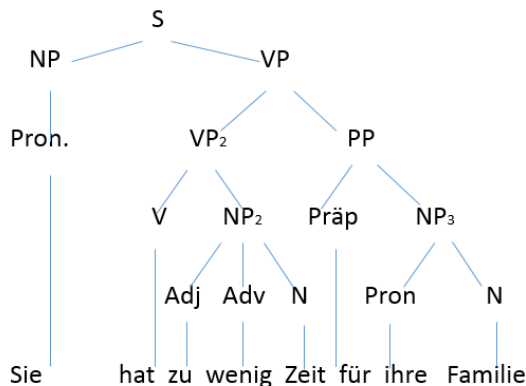 S
NP VP
Pron. VP₂ PP
V NP₂ Präp NP₃
Adj Adv N Pron N
Sie hat zu wenig Zeit für ihre Familie